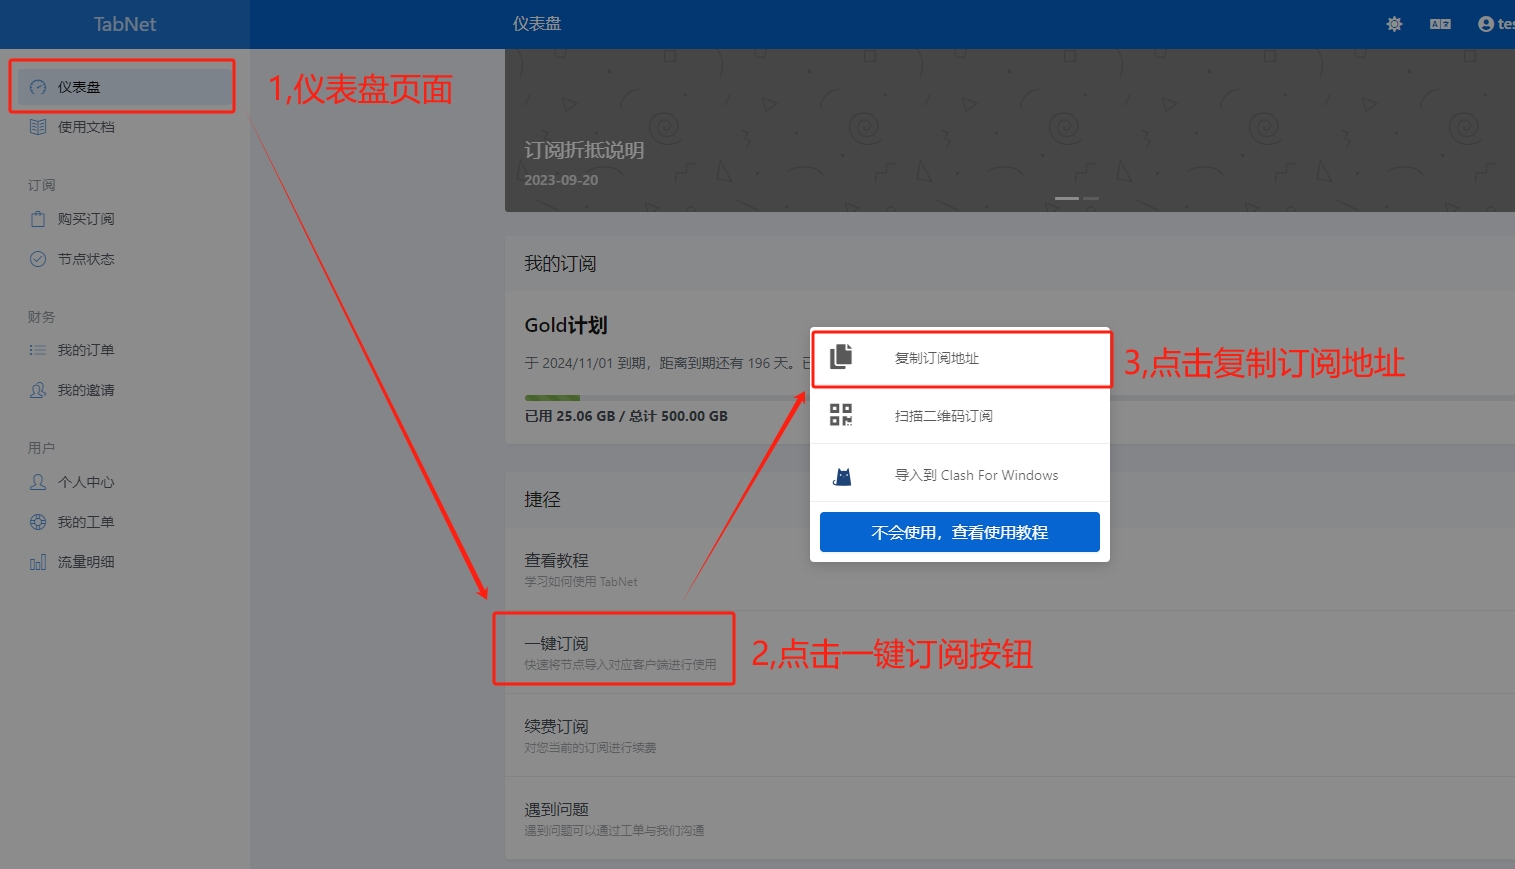 TabNet
仪表盘
tes
仪表盘
1,仪表盘页面
使用文档
订阅
购买订阅
节点状态
财务
我的订单
我的邀请
用户
个人中心
我的工单
流量明细
订阅折抵说明
2023-09-20
我的订阅
Gold计划
于 2024/11/01 到期，距离到期还有 196 天。已
已用 25.06 GB / 总计 500.00 GB
复制订阅地址
3,点击复制订阅地址
扫描二维码订阅
导入到 Clash For Windows
不会使用，查看使用教程
捷径
查看教程
学习如何使用 TabNet
一键订阅
快速将节点导入对应客户端进行使用
2,点击一键订阅按钮
续费订阅
对您当前的订阅进行续费
遇到问题
遇到问题可以通过工单与我们沟通